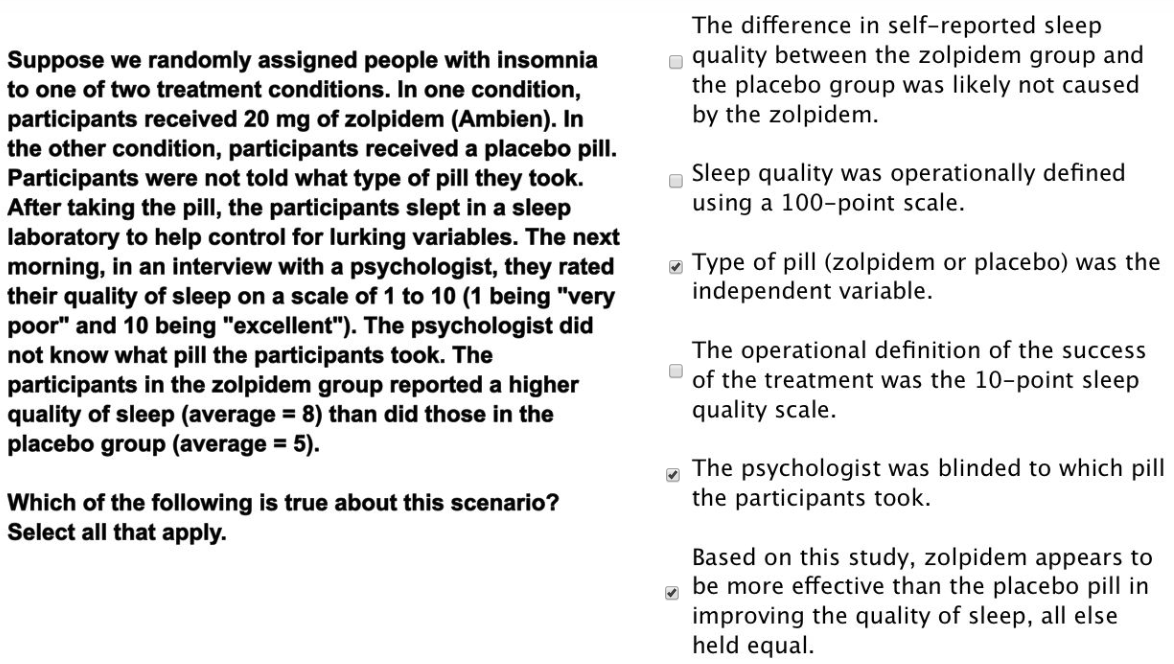 Suppose we randomly assigned people with insomnia
to one of two treatment conditions. In one condition,
participants received 20 mg of zolpidem (Ambien). In
the other condition, participants received a placebo pill.
Participants were not told what type of pill they took.
After taking the pill, the participants slept in a sleep
laboratory to help control for lurking variables. The next
morning, in an interview with a psychologist, they rated
their quality of sleep on a scale of 1 to 10 (1 being "very
poor" and 10 being "excellent"). The psychologist did
not know what pill the participants took. The
participants in the zolpidem group reported a higher
quality of sleep (average = 8) than did those in the
placebo group (average = 5).
Which of the following is true about this scenario?
Select all that apply.
The difference in self-reported sleep
quality between the zolpidem group and
the placebo group was likely not caused
by the zolpidem.
Sleep quality was operationally defined
using a 100-point scale.
Type of pill (zolpidem or placebo) was the
independent variable.
The operational definition of the success
of the treatment was the 10-point sleep
quality scale.
The psychologist was blinded to which pill
the participants took.
Based on this study, zolpidem appears to
be more effective than the placebo pill in
improving the quality of sleep, all else
held equal.